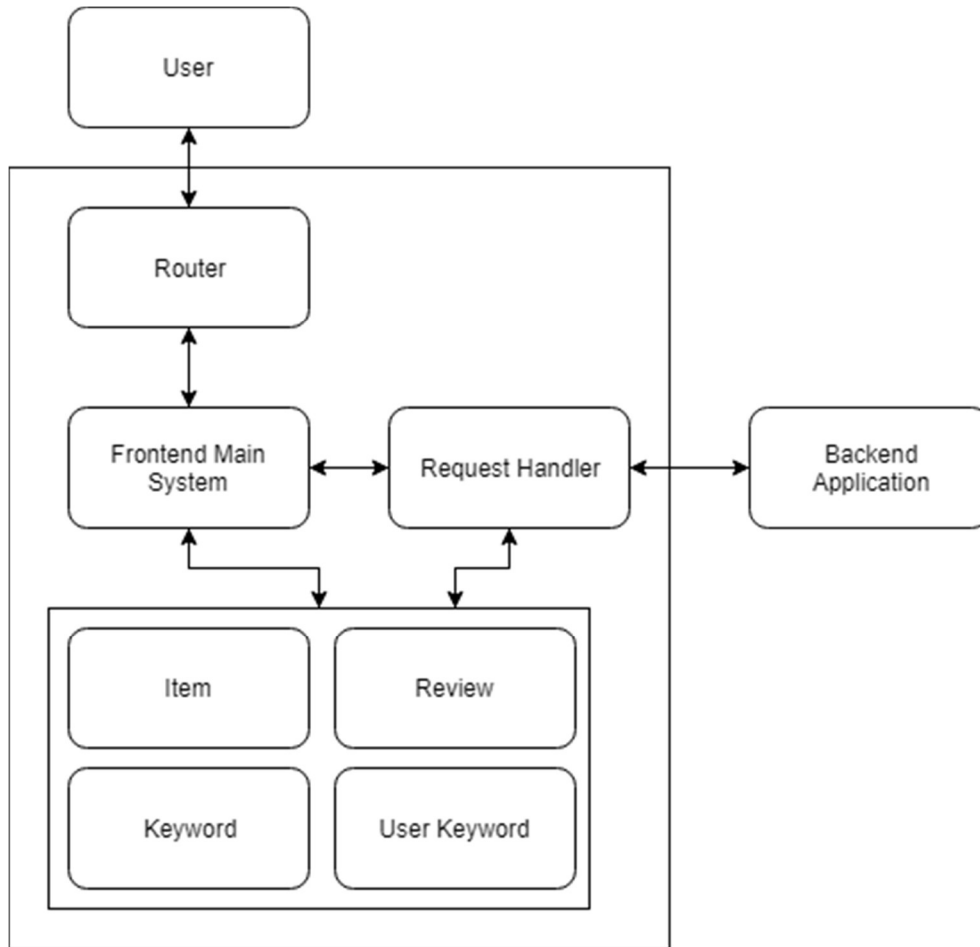 User
Router
Frontend Main
System
Request Handler
Backend
Application
Item
Review
Keyword
User Keyword